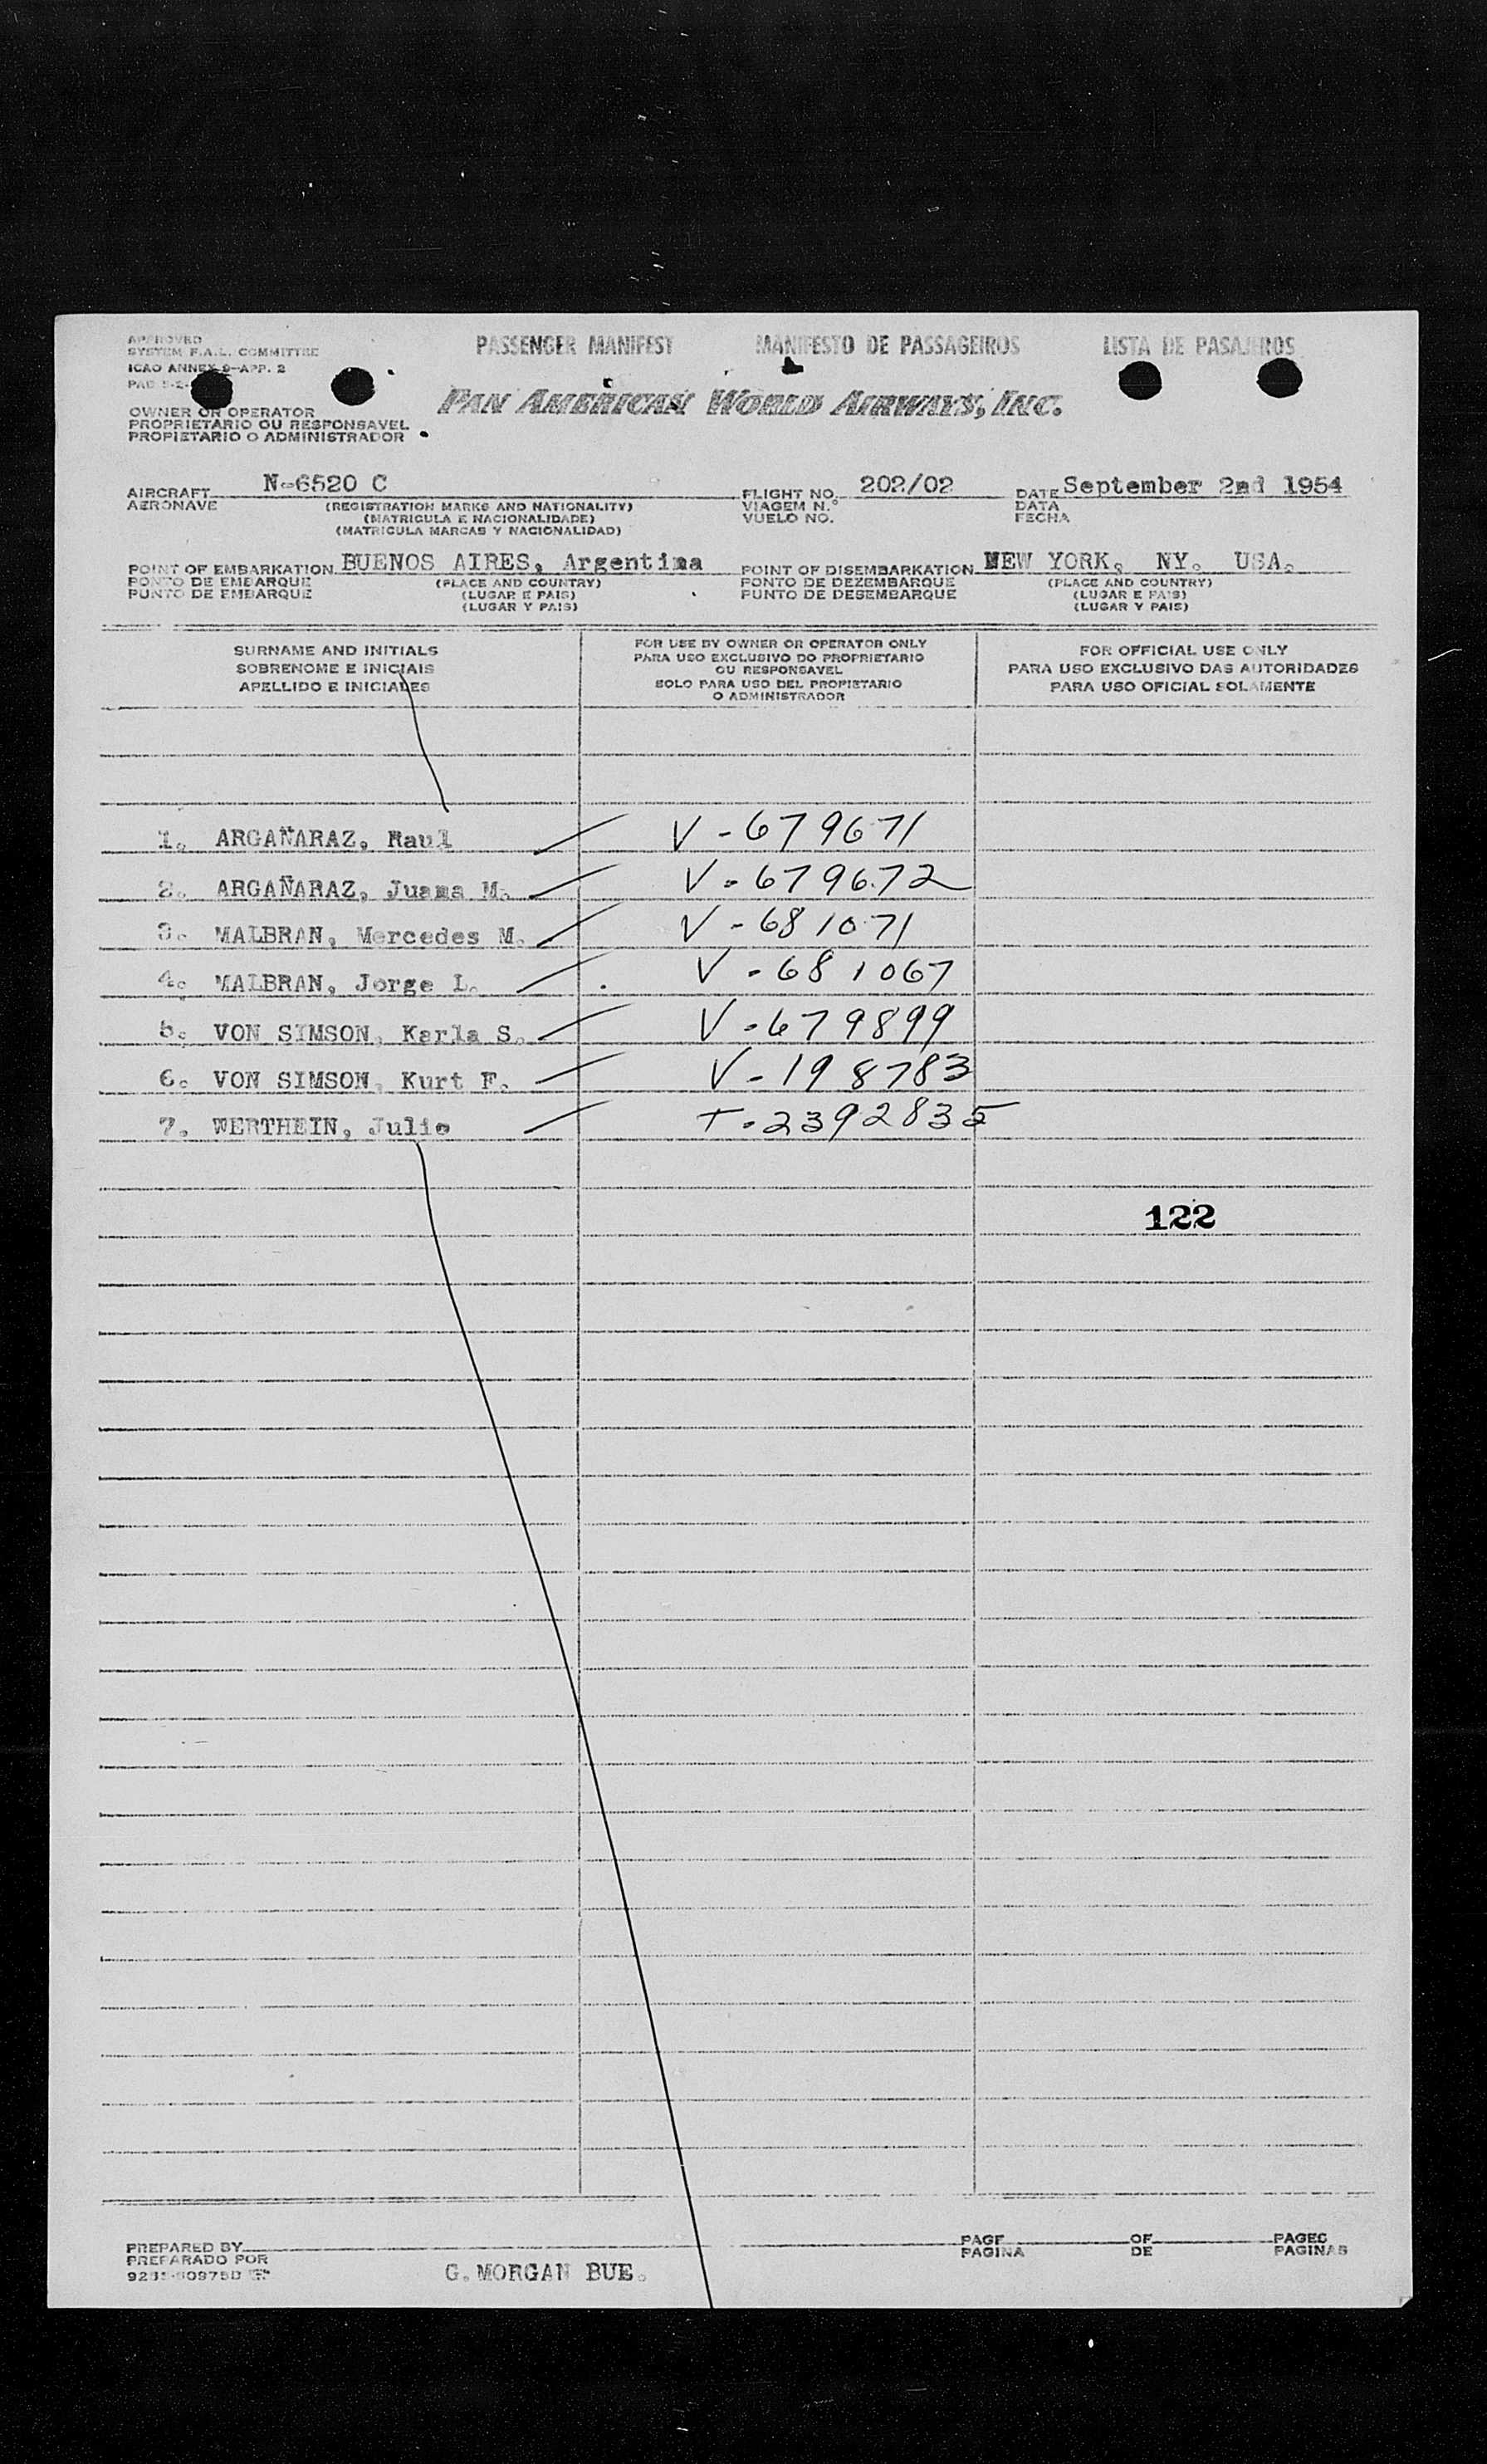 APPROVED
SYSTEM F.A.L. COMMITTEE
ICAO ANNEX 9-APP. 2
PASSENGER MANIFEST MANIFESTO DE PASSAGEIROS LISTA DE PASAJEROS
PAN AMERICAN WORLD AIRWAYS, INC.
OWNER OR OPERATOR
PROPRIETARIO OU RESPONSAVEL
PROPIETARIO O ADMINISTRADOR
AIRCRAFT N-6520 C FLIGHT NO. 202/02 DATE September 2nd 1954
AERONAVE (REGISTRATION MARKS AND NATIONALITY) VIAGEM N.° DATA
(MATRICULA E NACIONALIDADE) VUELO NO. FECHA
(MATRICULA MARCAS Y NACIONALIDAD)
POINT OF EMBARKATION BUENOS AIRES, Argentina POINT OF DISEMBARKATION NEW YORK, NY. USA.
PONTO DE EMBARQUE (PLACE AND COUNTRY) PONTO DE DEZEMBARQUE (PLACE AND COUNTRY)
PUNTO DE EMBARQUE (LUGAR E PAIS) PUNTO DE DESEMBARQUE (LUGAR E PAIS)
(LUGAR Y PAIS) (LUGAR Y PAIS)
SURNAME AND INITIALS
SOBRENOME E INICIAIS
APELLIDO E INICIALES
FOR USE BY OWNER OR OPERATOR ONLY
PARA USO EXCLUSIVO DO PROPRIETARIO
OU RESPONSAVEL
SOLO PARA USO DEL PROPIETARIO
O ADMINISTRADOR
FOR OFFICIAL USE ONLY
PARA USO EXCLUSIVO DAS AUTORIDADES
PARA USO OFICIAL SOLAMENTE
1. ARGAÑARAZ, Raul V-679671
2. ARGAÑARAZ, Juana M. V-679672
3. MALBRAN, Mercedes M. V-681071
4. MALBRAN, Jorge L. V-681067
5. VON SIMSON, Karla S. V-679899
6. VON SIMSON, Kurt F. V-198783
7. WERTHEIN, Julio T-2392835
122
PREPARED BY PAGE OF PAGES
PREPARADO POR PAGINA DE PAGINAS
G. MORGAN BUE.